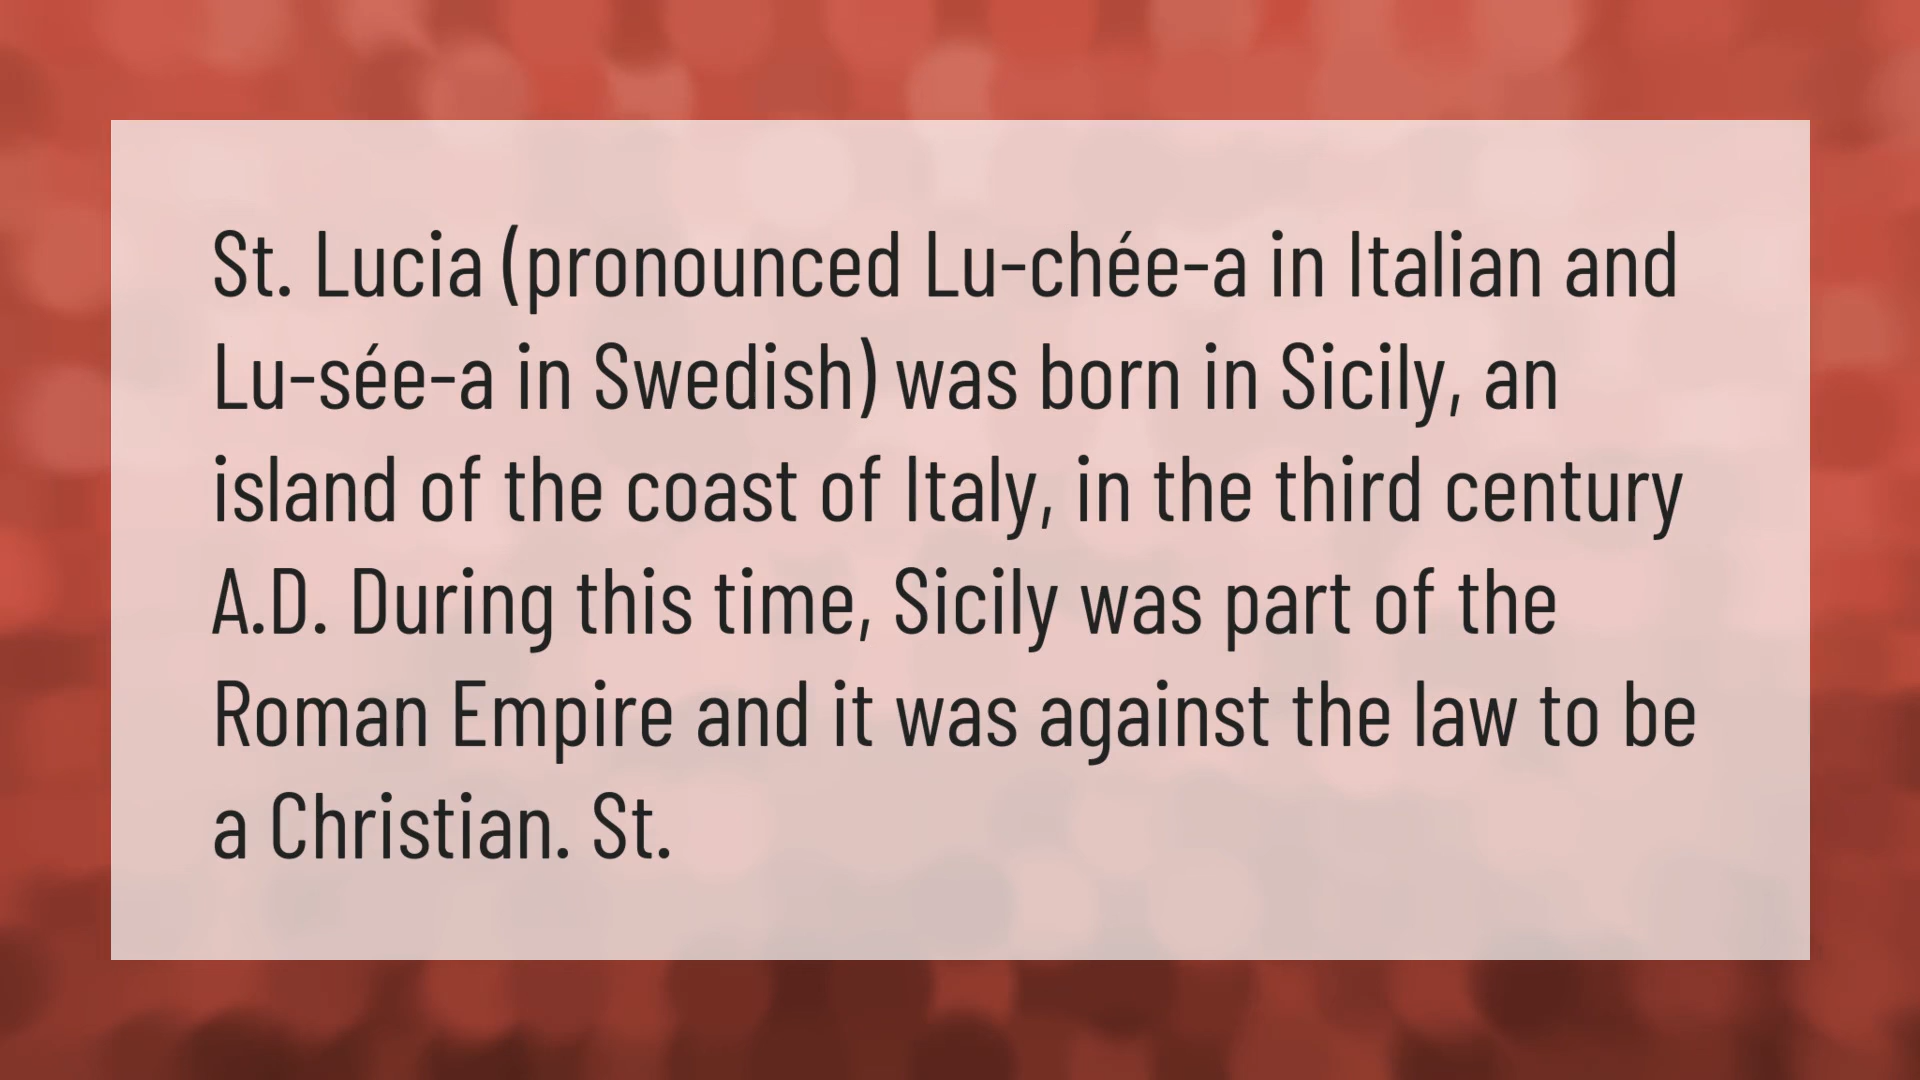 St. Lucia (pronounced Lu-chée-a in Italian and
Lu-sée-a in Swedish) was born in Sicily, an
island of the coast of Italy, in the third century
A.D. During this time, Sicily was part of the
Roman Empire and it was against the law to be
a Christian. St.